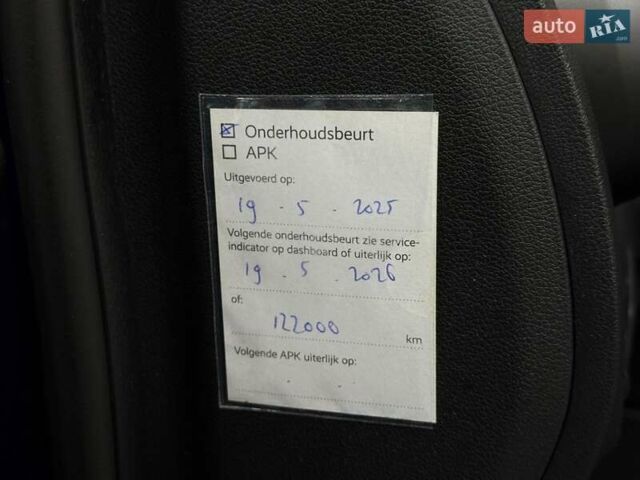 auto RIA .com
☒ Onderhoudsbeurt
☐ APK
Uitgevoerd op:
19 - 5 - 2025
Volgende onderhoudsbeurt zie service-
indicator op dashboard of uiterlijk op:
19 - 5 - 2026
of:
122000 km
Volgende APK uiterlijk op:
- -